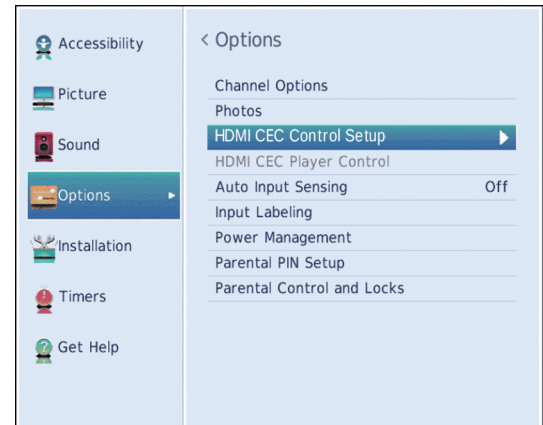 Accessibility
Picture
Sound
Options
Installation
Timers
Get Help
< Options
Channel Options
Photos
HDMI CEC Control Setup
HDMI CEC Player Control
Auto Input Sensing Off
Input Labeling
Power Management
Parental PIN Setup
Parental Control and Locks